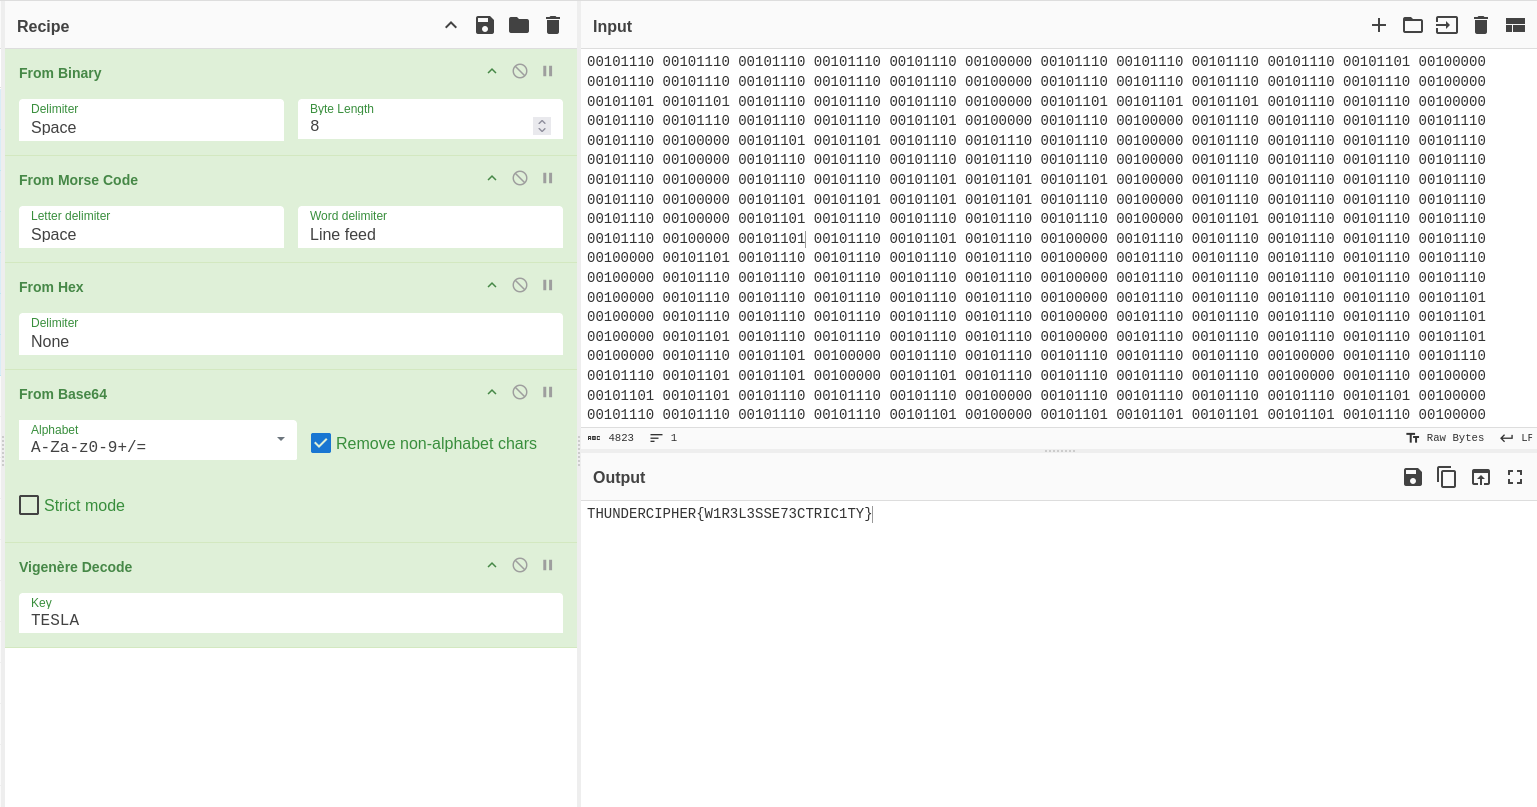 Recipe
From Binary
Delimiter
Space
Byte Length
8
From Morse Code
Letter delimiter
Space
Word delimiter
Line feed
From Hex
Delimiter
None
From Base64
Alphabet
A-Za-z0-9+/=
Remove non-alphabet chars
Strict mode
Vigenère Decode
Key
TESLA
Input
00101110 00101110 00101110 00101110 00101110 00100000 00101110 00101110 00101110 00101110 00101101 00100000
00101110 00101110 00101110 00101110 00101110 00100000 00101110 00101110 00101110 00101110 00101110 00100000
00101101 00101101 00101110 00101110 00101110 00100000 00101101 00101101 00101101 00101110 00101110 00100000
00101110 00101110 00101110 00101110 00101101 00100000 00101110 00100000 00101110 00101110 00101110 00101110
00101110 00100000 00101101 00101101 00101110 00101110 00101110 00100000 00101110 00101110 00101110 00101110
00101110 00100000 00101110 00101110 00101110 00101110 00101110 00100000 00101110 00101110 00101110 00101110
00101110 00100000 00101110 00101110 00101101 00101101 00101101 00100000 00101110 00101110 00101110 00101110
00101110 00100000 00101101 00101101 00101101 00101101 00101110 00100000 00101110 00101110 00101110 00101110
00101110 00100000 00101101 00101110 00101110 00101110 00101110 00100000 00101101 00101110 00101110 00101110
00101110 00100000 00101101 00101110 00101101 00101110 00100000 00101110 00101110 00101110 00101110 00101110
00100000 00101101 00101110 00101110 00101110 00101110 00100000 00101110 00101110 00101110 00101110 00101110
00100000 00101110 00101110 00101110 00101110 00101110 00100000 00101110 00101110 00101110 00101110 00101110
00100000 00101110 00101110 00101110 00101110 00101110 00100000 00101110 00101110 00101110 00101110 00101101
00100000 00101110 00101110 00101110 00101110 00101110 00100000 00101110 00101110 00101110 00101110 00101101
00100000 00101101 00101110 00101110 00101110 00101110 00100000 00101110 00101110 00101110 00101110 00101101
00100000 00101110 00101101 00100000 00101110 00101110 00101110 00101110 00101110 00100000 00101110 00101110
00101110 00101101 00101101 00100000 00101101 00101110 00101110 00101110 00101110 00100000 00101110 00100000
00101101 00101101 00101110 00101110 00101110 00100000 00101110 00101110 00101110 00101110 00101101 00100000
00101110 00101110 00101110 00101110 00101101 00100000 00101101 00101101 00101101 00101101 00101110 00100000
ABC 4823
1
Raw Bytes
LF
Output
THUNDERCIPHER{W1R3L3SSE73CTRIC1TY}